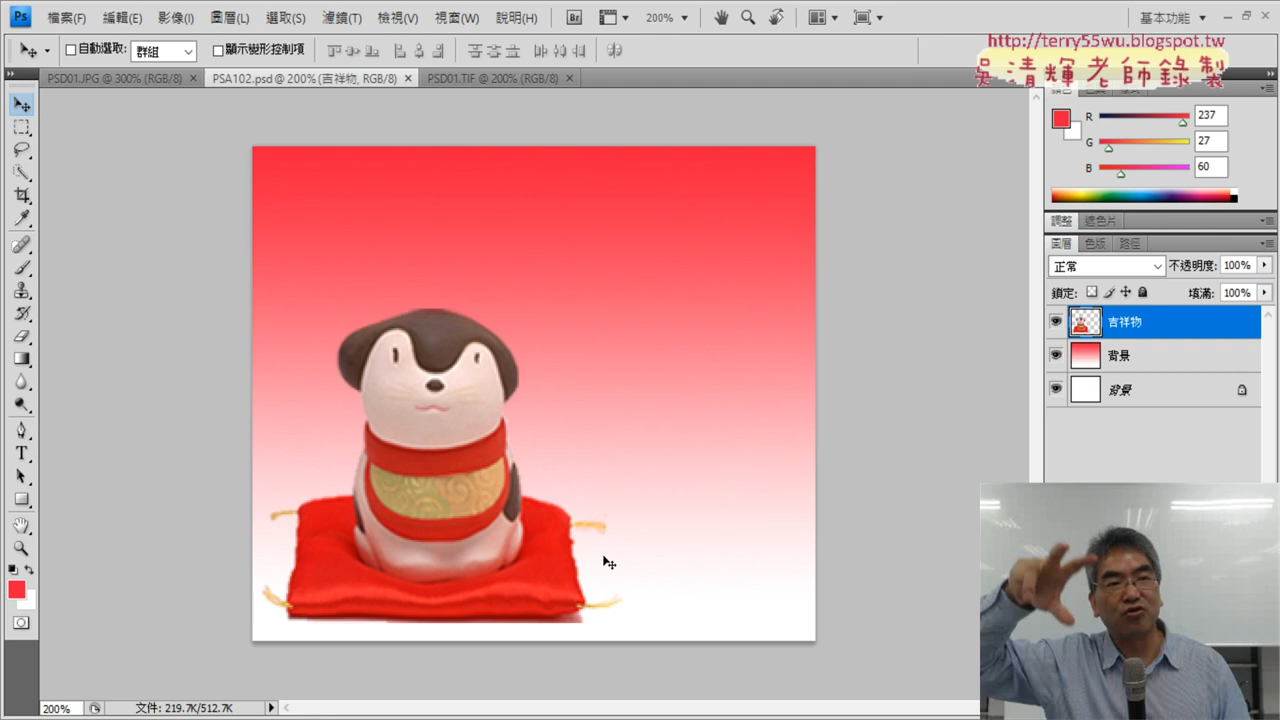 Ps 檔案(F) 編輯(E) 影像(I) 圖層(L) 選取(S) 濾鏡(T) 檢視(V) 視窗(W) 說明(H) Br 200% 基本功能
自動選取: 群組 顯示變形控制項
http://terry55wu.blogspot.tw
吳清輝老師錄製
PSD01.JPG @ 300% (RGB/8) PSA102.psd @ 200% (吉祥物, RGB/8) PSD01.TIF @ 200% (RGB/8)
R 237
G 27
B 60
調整 遮色片
圖層 色版 路徑
正常 不透明度: 100%
鎖定: 填滿: 100%
吉祥物
背景
背景
T
200% 文件: 219.7K/512.7K